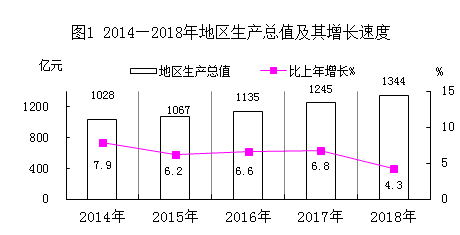 图1 2014—2018年地区生产总值及其增长速度
亿元 地区生产总值 比上年增长% %
1028 1067 1135 1245 1344
1200 800 400 0
15 10 5 0
7.9 6.2 6.6 6.8 4.3
2014年 2015年 2016年 2017年 2018年